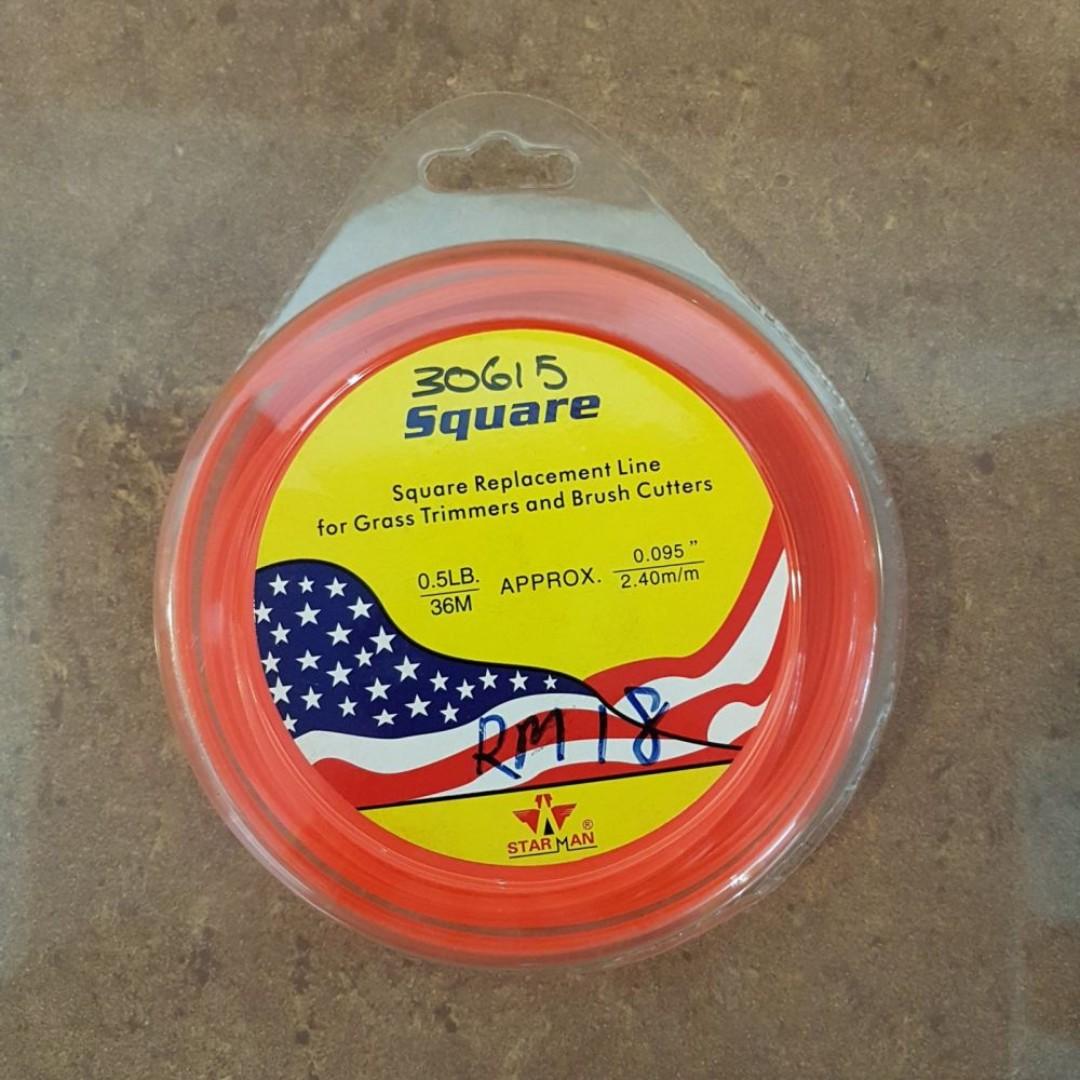 30615
Square
Square Replacement Line
for Grass Trimmers and Brush Cutters
0.5LB. APPROX. 0.095”
36M 2.40m/m
RM 18
STARMAN®